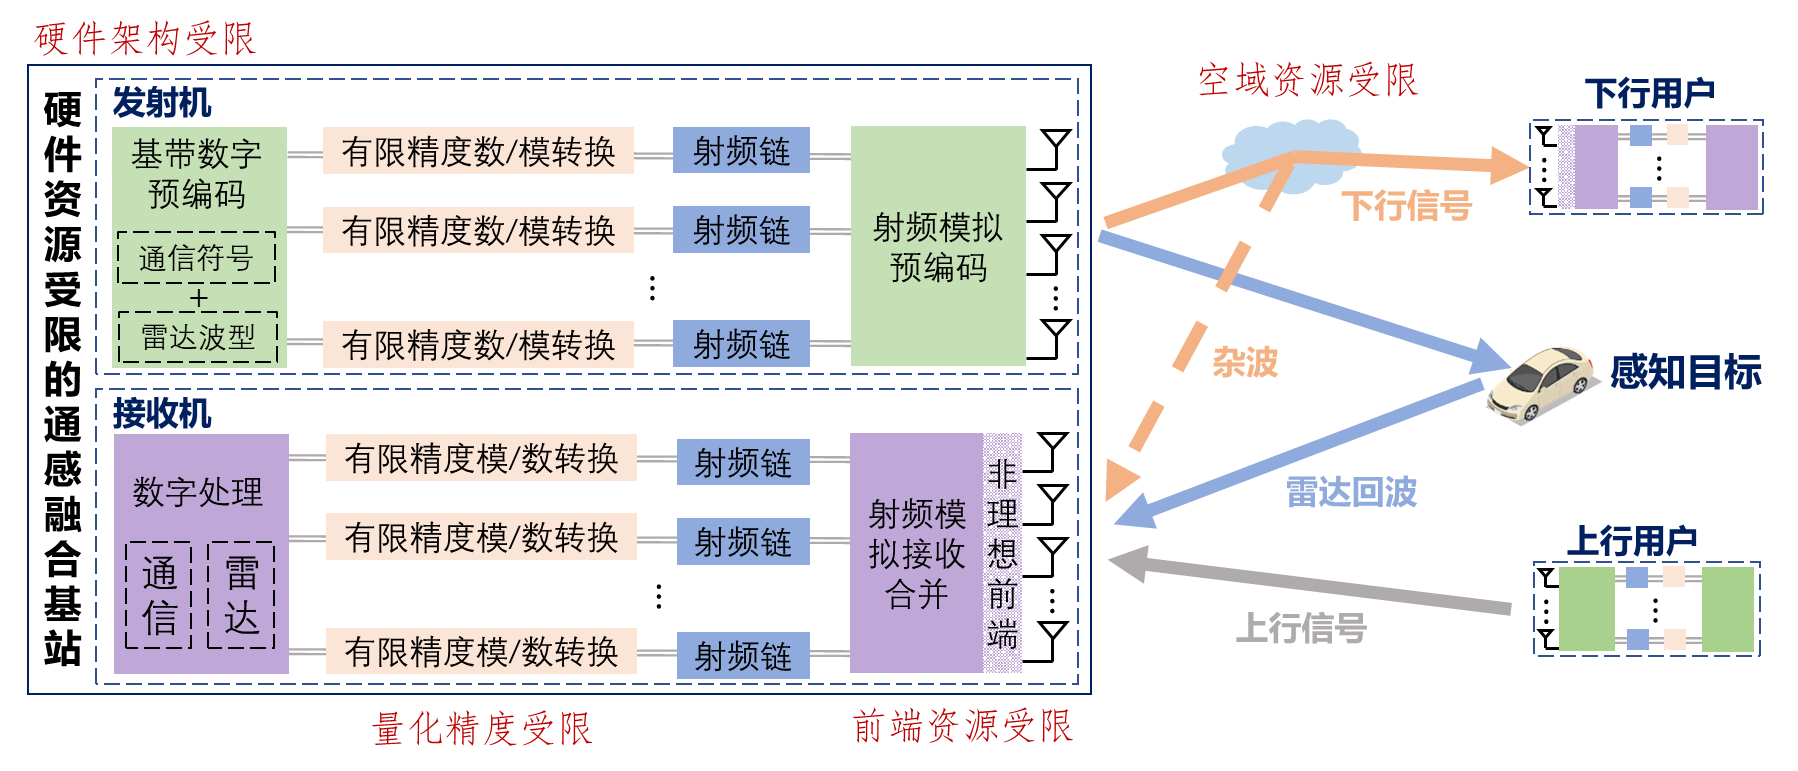 硬件架构受限
硬件资源受限的通感融合基站
发射机
基带数字
预编码
通信符号
+
雷达波型
有限精度数/模转换
射频链
有限精度数/模转换
射频链
⋮
有限精度数/模转换
射频链
射频模拟
预编码
接收机
数字处理
通信
雷达
有限精度模/数转换
射频链
有限精度模/数转换
射频链
⋮
有限精度模/数转换
射频链
射频模
拟接收
合并
非理想前端
量化精度受限
前端资源受限
空域资源受限
下行用户
下行信号
杂波
感知目标
雷达回波
上行用户
上行信号